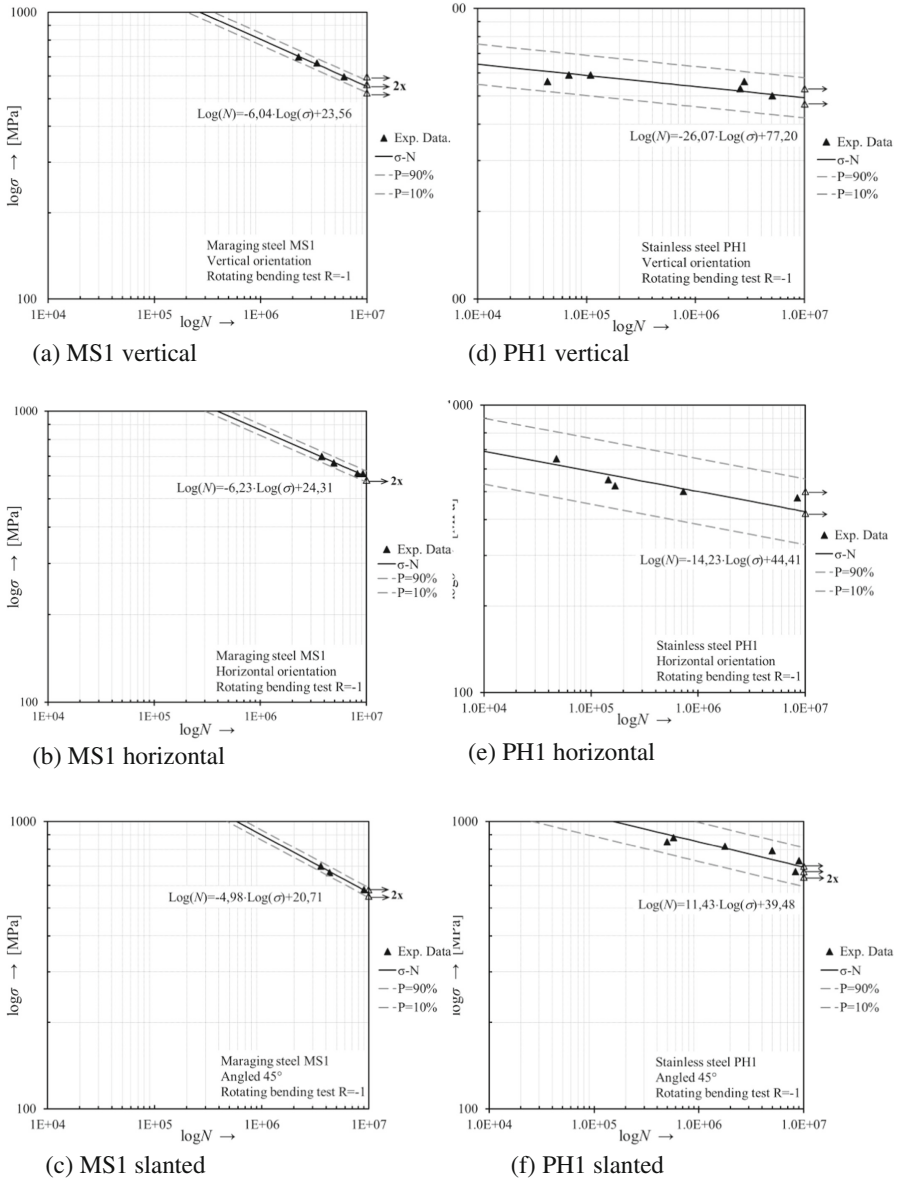 1000
logσ → [MPa]
Log(N)=-6,04·Log(σ)+23,56
2x
Exp. Data.
σ-N
P=90%
P=10%
Maraging steel MS1
Vertical orientation
Rotating bending test R=-1
100
1E+04 1E+05 1E+06 1E+07
logN →
(a) MS1 vertical
00
Log(N)=-26,07·Log(σ)+77,20
Exp. Data
σ-N
P=90%
P=10%
Stainless steel PH1
Vertical orientation
Rotating bending test R=-1
00
1.0E+04 1.0E+05 1.0E+06 1.0E+07
logN →
(d) PH1 vertical
1000
logσ → [MPa]
2x
Log(N)=-6,23·Log(σ)+24,31
Exp. Data
σ-N
P=90%
P=10%
Maraging steel MS1
Horizontal orientation
Rotating bending test R=-1
100
1E+04 1E+05 1E+06 1E+07
logN →
(b) MS1 horizontal
000
Exp. Data
Log(N)=-14,23·Log(σ)+44,41
σ-N
P=90%
P=10%
Stainless steel PH1
Horizontal orientation
Rotating bending test R=-1
100
1.0E+04 1.0E+05 1.0E+06 1.0E+07
logN →
(e) PH1 horizontal
1000
logσ → [MPa]
2x
Log(N)=-4,98·Log(σ)+20,71
Exp. Data
σ-N
P=90%
P=10%
Maraging steel MS1
Angled 45°
Rotating bending test R=-1
100
1E+04 1E+05 1E+06 1E+07
logN →
(c) MS1 slanted
1000
logσ → [MPa]
2x
Log(N)=11,43·Log(σ)+39,48
Exp. Data
σ-N
P=90%
P=10%
Stainless steel PH1
Angled 45°
Rotating bending test R=-1
100
1.0E+04 1.0E+05 1.0E+06 1.0E+07
logN →
(f) PH1 slanted